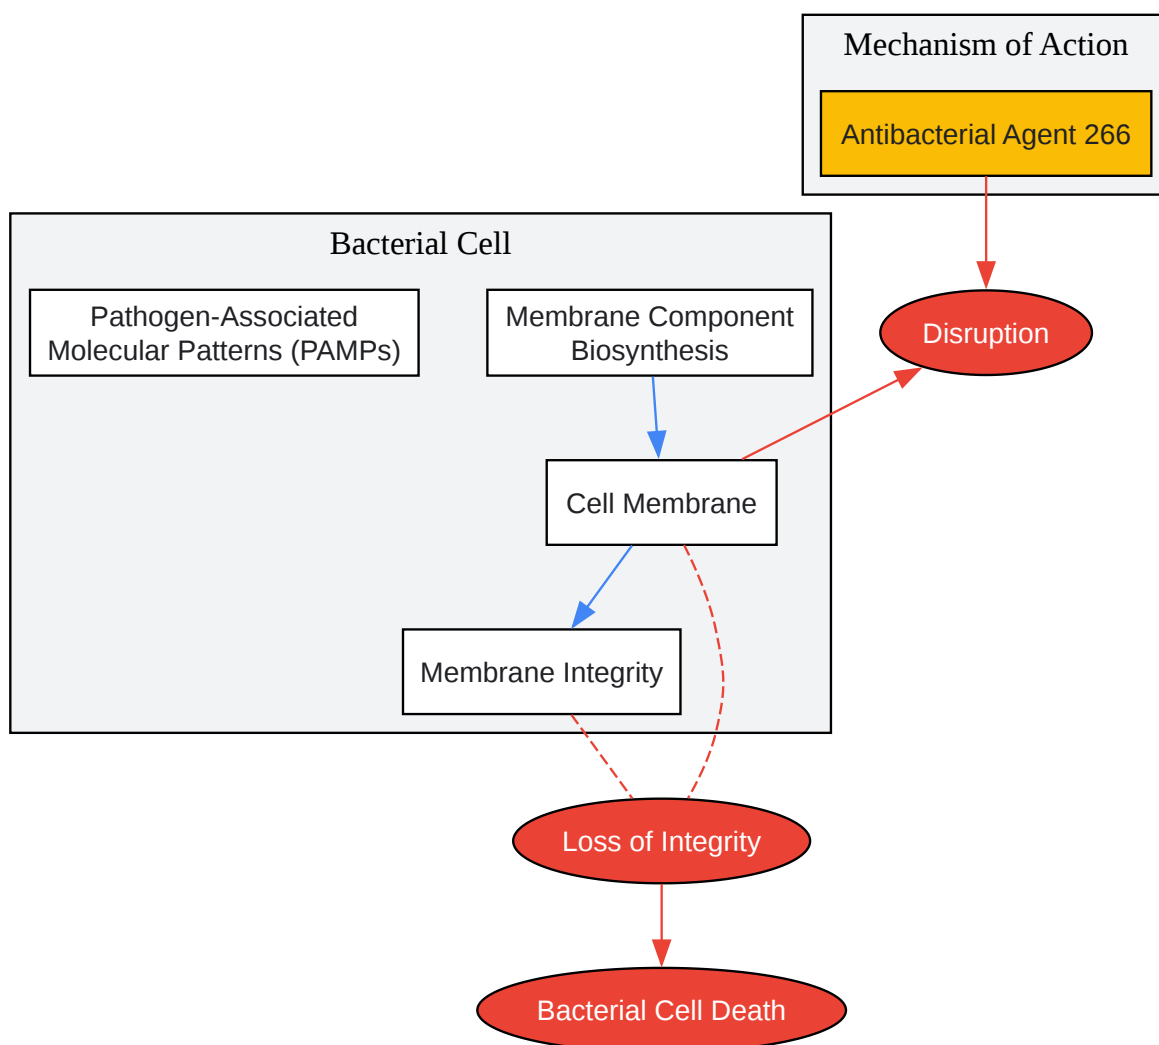 Mechanism of Action
Antibacterial Agent 266
Bacterial Cell
Pathogen-Associated
Molecular Patterns (PAMPs)
Membrane Component
Biosynthesis
Disruption
Cell Membrane
Membrane Integrity
Loss of Integrity
Bacterial Cell Death